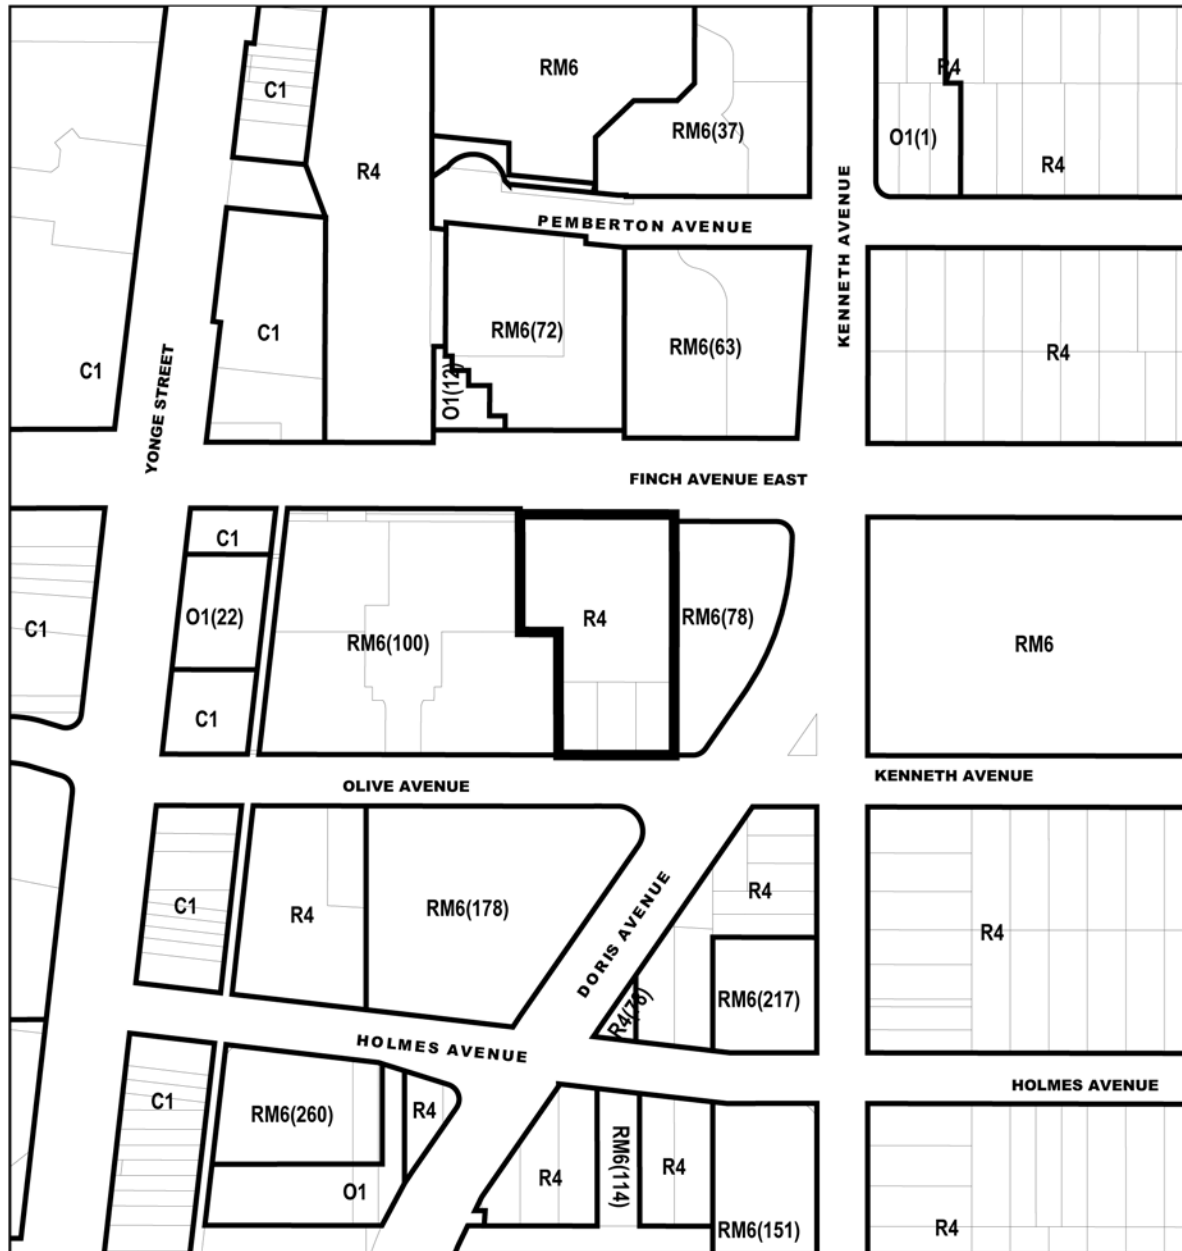 RM6
R4
C1
RM6(37)
O1(1)
R4
R4
PEMBERTON AVENUE
KENNETH AVENUE
C1
RM6(72)
RM6(63)
R4
C1
O1(12)
YONGE STREET
FINCH AVENUE EAST
C1
O1(22)
R4
RM6(78)
C1
RM6(100)
RM6
C1
KENNETH AVENUE
OLIVE AVENUE
C1
R4
RM6(178)
R4
R4
DORIS AVENUE
RM6(217)
R4(76)
HOLMES AVENUE
HOLMES AVENUE
C1
RM6(260)
R4
RM6(114)
R4
R4
O1
RM6(151)
R4